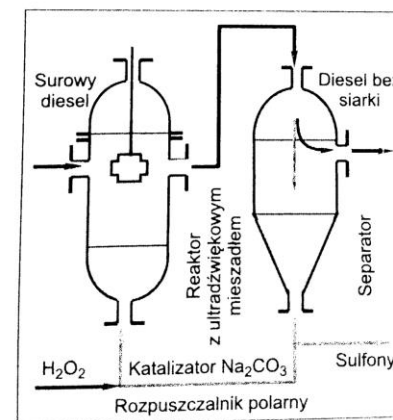 Surowy
diesel
Diesel bez
siarki
Reaktor
z ultradźwiękowym
mieszadłem
Separator
H₂O₂
Katalizator Na₂CO₃
Sulfony
Rozpuszczalnik polarny